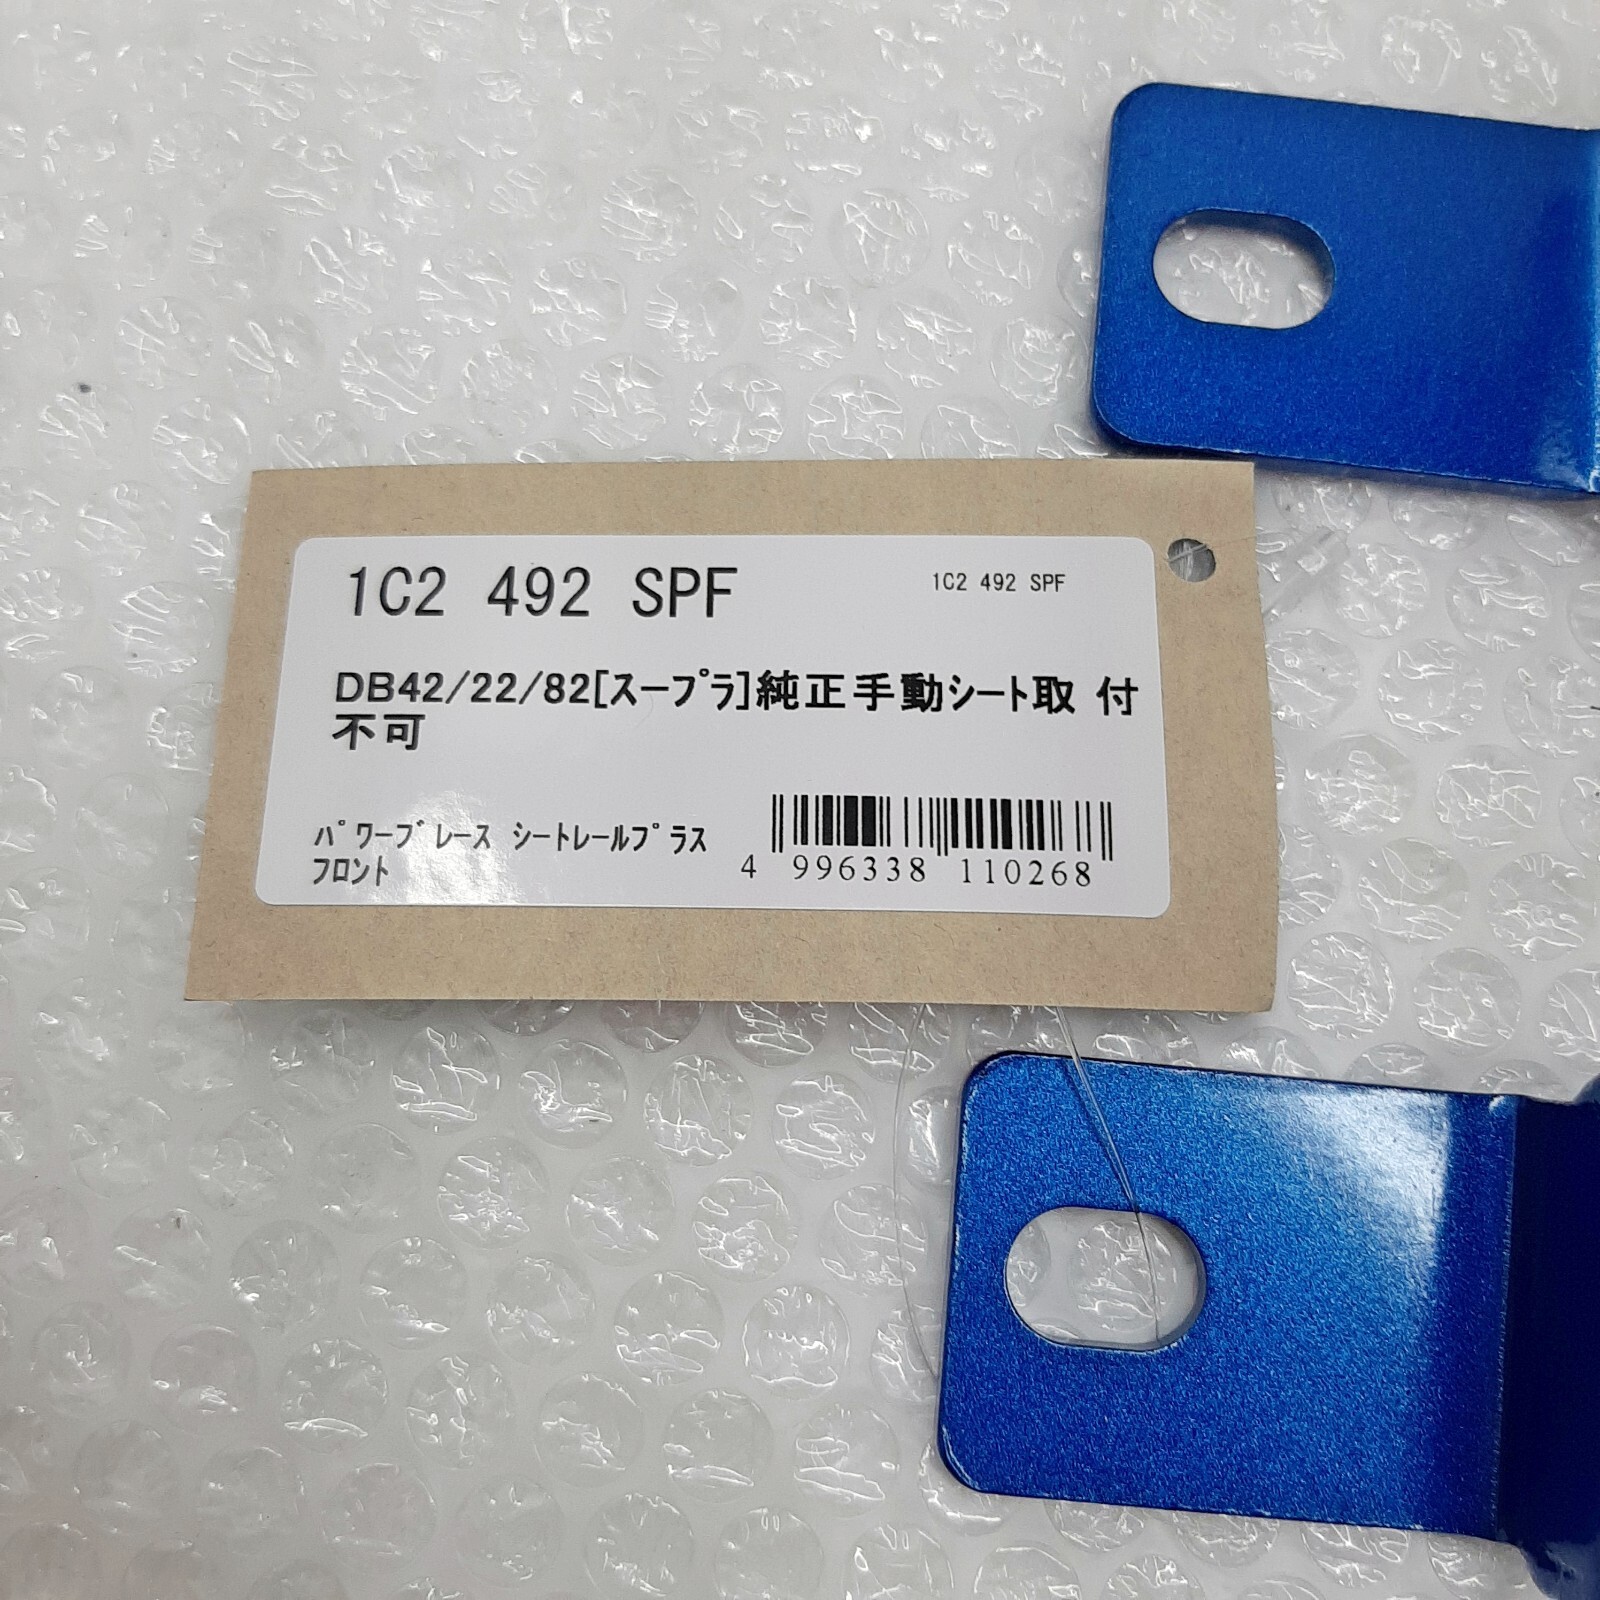 1C2 492 SPF
1C2 492 SPF
DB42/22/82[スープラ]純正手動シート取 付
不可
パワーブレース シートレールプラス
フロント
4 996338 110268